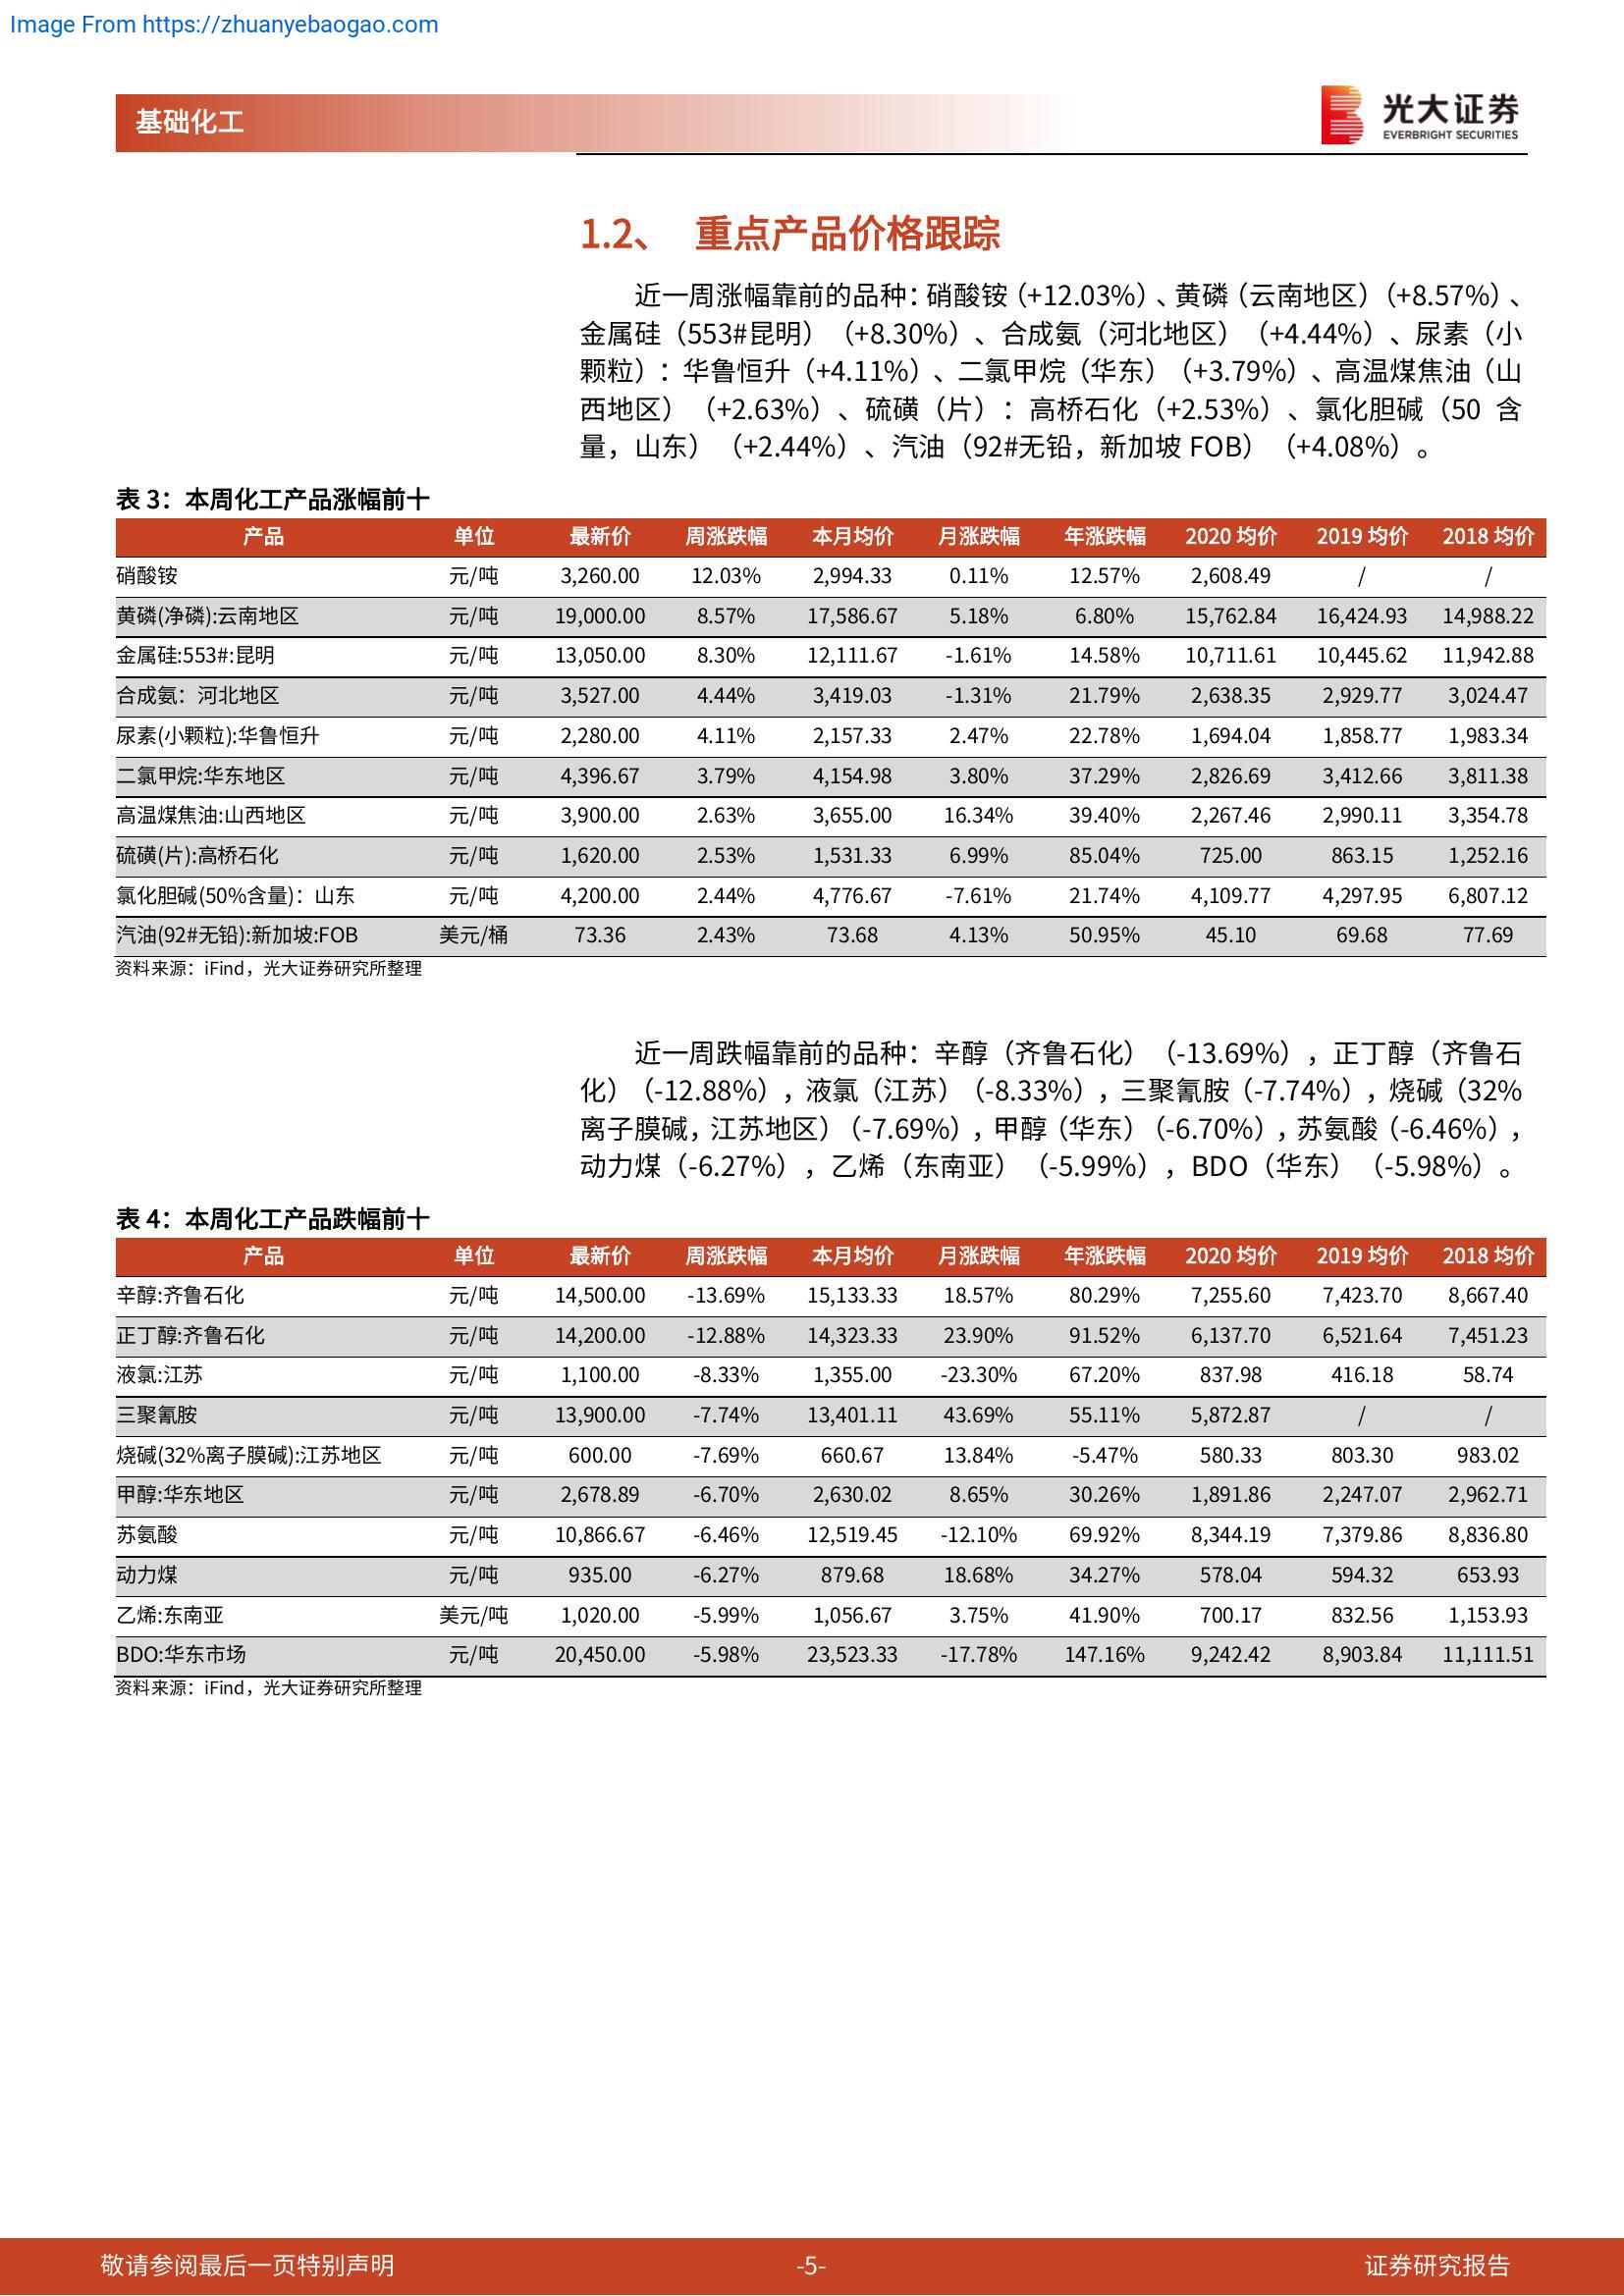 Image From https://zhuanyebaogao.com
基础化工
光大证券
EVERBRIGHT SECURITIES
1.2、 重点产品价格跟踪
近一周涨幅靠前的品种：硝酸铵（+12.03%）、黄磷（云南地区）（+8.57%）、
金属硅（553#昆明）（+8.30%）、合成氨（河北地区）（+4.44%）、尿素（小
颗粒）：华鲁恒升（+4.11%）、二氯甲烷（华东）（+3.79%）、高温煤焦油（山
西地区）（+2.63%）、硫磺（片）：高桥石化（+2.53%）、氯化胆碱（50 含
量，山东）（+2.44%）、汽油（92#无铅，新加坡 FOB）（+4.08%）。
表 3：本周化工产品涨幅前十
产品 单位 最新价 周涨跌幅 本月均价 月涨跌幅 年涨跌幅 2020 均价 2019 均价 2018 均价
硝酸铵 元/吨 3,260.00 12.03% 2,994.33 0.11% 12.57% 2,608.49 / /
黄磷(净磷):云南地区 元/吨 19,000.00 8.57% 17,586.67 5.18% 6.80% 15,762.84 16,424.93 14,988.22
金属硅:553#:昆明 元/吨 13,050.00 8.30% 12,111.67 -1.61% 14.58% 10,711.61 10,445.62 11,942.88
合成氨：河北地区 元/吨 3,527.00 4.44% 3,419.03 -1.31% 21.79% 2,638.35 2,929.77 3,024.47
尿素(小颗粒):华鲁恒升 元/吨 2,280.00 4.11% 2,157.33 2.47% 22.78% 1,694.04 1,858.77 1,983.34
二氯甲烷:华东地区 元/吨 4,396.67 3.79% 4,154.98 3.80% 37.29% 2,826.69 3,412.66 3,811.38
高温煤焦油:山西地区 元/吨 3,900.00 2.63% 3,655.00 16.34% 39.40% 2,267.46 2,990.11 3,354.78
硫磺(片):高桥石化 元/吨 1,620.00 2.53% 1,531.33 6.99% 85.04% 725.00 863.15 1,252.16
氯化胆碱(50%含量)：山东 元/吨 4,200.00 2.44% 4,776.67 -7.61% 21.74% 4,109.77 4,297.95 6,807.12
汽油(92#无铅):新加坡:FOB 美元/桶 73.36 2.43% 73.68 4.13% 50.95% 45.10 69.68 77.69
资料来源：iFind，光大证券研究所整理
近一周跌幅靠前的品种：辛醇（齐鲁石化）（-13.69%），正丁醇（齐鲁石
化）（-12.88%），液氯（江苏）（-8.33%），三聚氰胺（-7.74%），烧碱（32%
离子膜碱，江苏地区）（-7.69%），甲醇（华东）（-6.70%），苏氨酸（-6.46%），
动力煤（-6.27%），乙烯（东南亚）（-5.99%），BDO（华东）（-5.98%）。
表 4：本周化工产品跌幅前十
产品 单位 最新价 周涨跌幅 本月均价 月涨跌幅 年涨跌幅 2020 均价 2019 均价 2018 均价
辛醇:齐鲁石化 元/吨 14,500.00 -13.69% 15,133.33 18.57% 80.29% 7,255.60 7,423.70 8,667.40
正丁醇:齐鲁石化 元/吨 14,200.00 -12.88% 14,323.33 23.90% 91.52% 6,137.70 6,521.64 7,451.23
液氯:江苏 元/吨 1,100.00 -8.33% 1,355.00 -23.30% 67.20% 837.98 416.18 58.74
三聚氰胺 元/吨 13,900.00 -7.74% 13,401.11 43.69% 55.11% 5,872.87 / /
烧碱(32%离子膜碱):江苏地区 元/吨 600.00 -7.69% 660.67 13.84% -5.47% 580.33 803.30 983.02
甲醇:华东地区 元/吨 2,678.89 -6.70% 2,630.02 8.65% 30.26% 1,891.86 2,247.07 2,962.71
苏氨酸 元/吨 10,866.67 -6.46% 12,519.45 -12.10% 69.92% 8,344.19 7,379.86 8,836.80
动力煤 元/吨 935.00 -6.27% 879.68 18.68% 34.27% 578.04 594.32 653.93
乙烯:东南亚 美元/吨 1,020.00 -5.99% 1,056.67 3.75% 41.90% 700.17 832.56 1,153.93
BDO:华东市场 元/吨 20,450.00 -5.98% 23,523.33 -17.78% 147.16% 9,242.42 8,903.84 11,111.51
资料来源：iFind，光大证券研究所整理
敬请参阅最后一页特别声明 -5- 证券研究报告